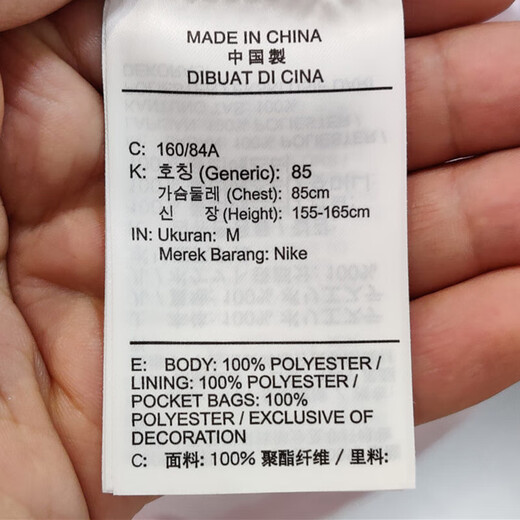 MADE IN CHINA
中国製
DIBUAT DI CINA
C: 160/84A
K: 호칭 (Generic): 85
가슴둘레 (Chest): 85cm
신 장 (Height): 155-165cm
IN: Ukuran: M
Merek Barang: Nike
E: BODY: 100% POLYESTER /
LINING: 100% POLYESTER /
POCKET BAGS: 100%
POLYESTER / EXCLUSIVE OF
DECORATION
C: 面料: 100% 聚酯纤维 / 里料: